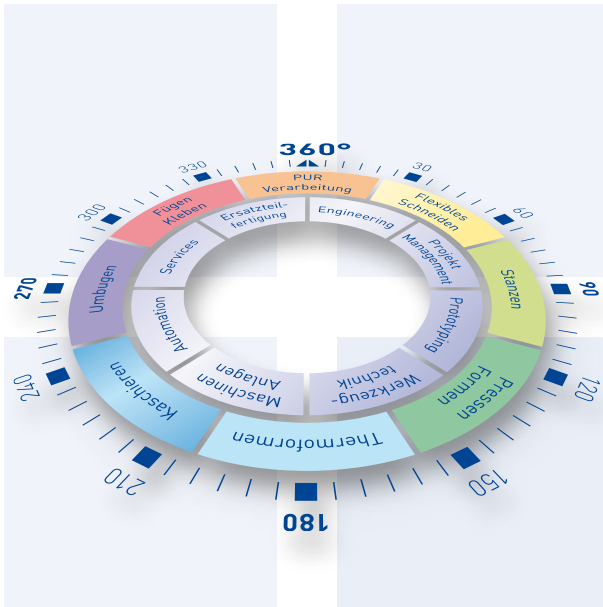 360°
30
60
90
120
150
180
210
240
270
300
330
PUR
Verarbeitung
Flexibles
Schneiden
Stanzen
Pressen
Formen
Thermoformen
Kaschieren
Umbugen
Fügen
Kleben
Engineering
Projekt
Management
Prototyping
Werkzeug-
technik
Maschinen
Anlagen
Automation
Services
Ersatzteil-
fertigung